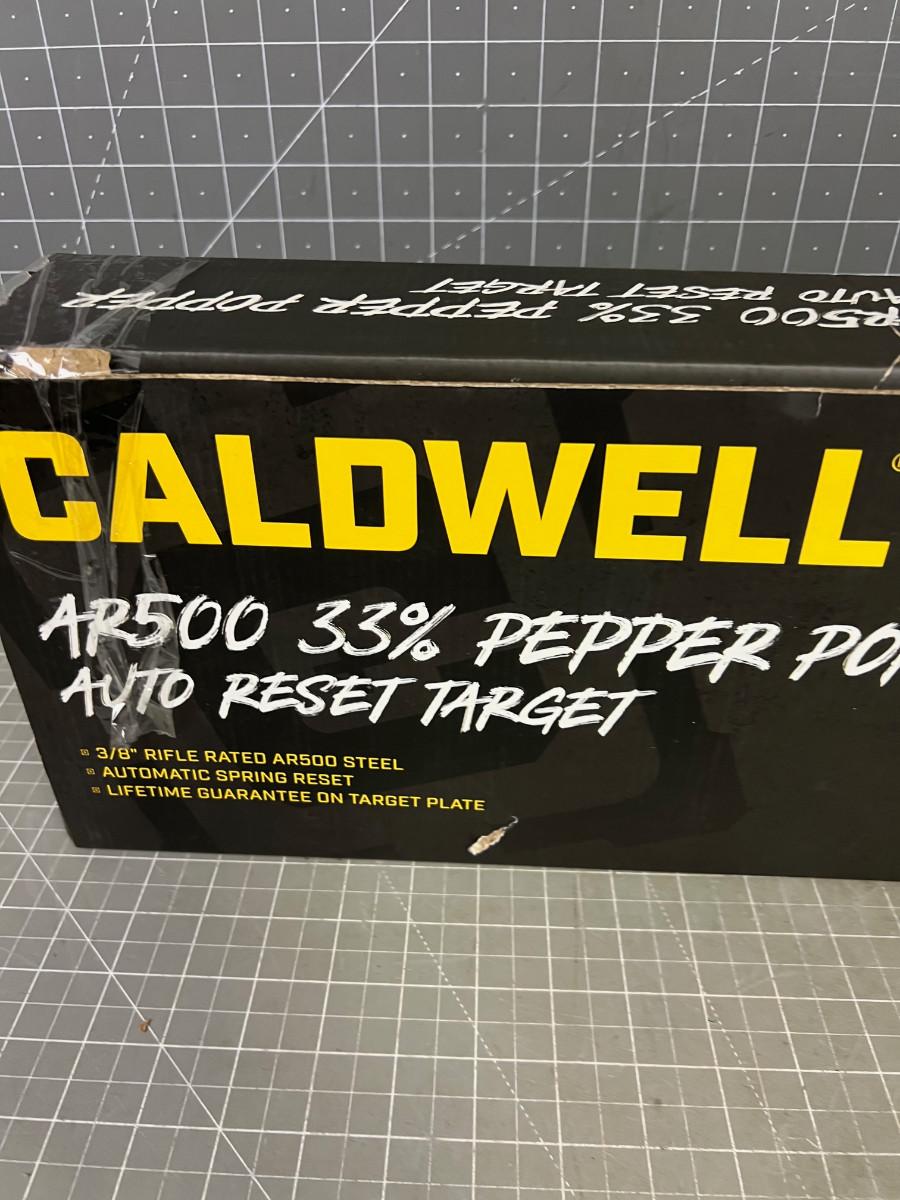 AR500 33% PEPPER POPPER
AUTO RESET TARGET
CALDWELL
AR500 33% PEPPER PO
AUTO RESET TARGET
3/8" RIFLE RATED AR500 STEEL
AUTOMATIC SPRING RESET
LIFETIME GUARANTEE ON TARGET PLATE